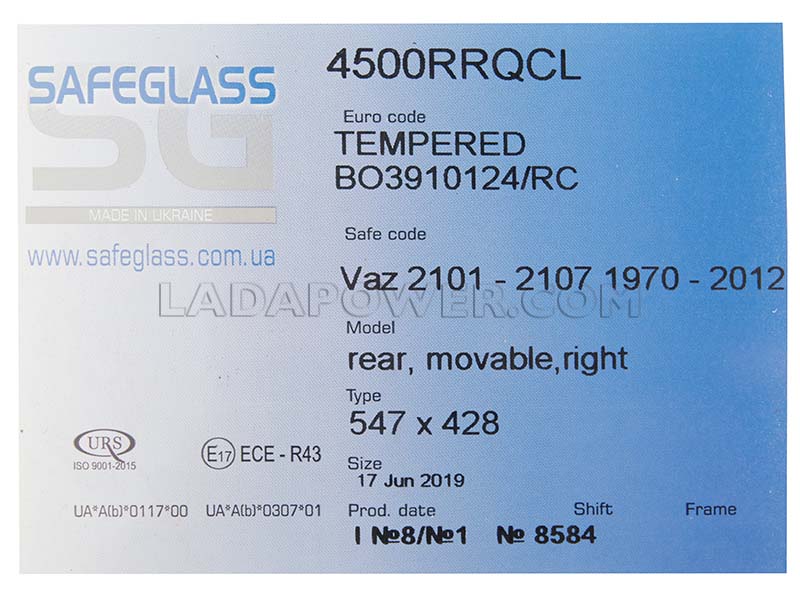 4500RRQCL
SAFEGLASS
SG
Euro code
TEMPERED
BO3910124/RC
MADE IN UKRAINE
Safe code
www.safeglass.com.ua
Vaz 2101 - 2107 1970 - 2012
LADAPOWER.COM
Model
rear, movable,right
Type
547 x 428
URS
ISO 9001-2015
E17 ECE - R43
Size
17 Jun 2019
UA*A(b)*0117*00 UA*A(b)*0307*01
Prod. date Shift Frame
I №8/№1 № 8584